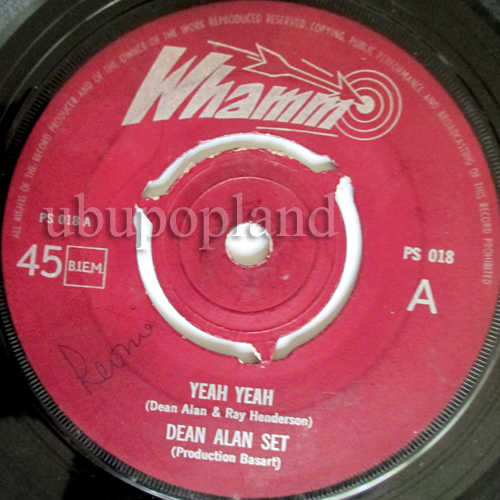 ALL RIGHTS OF THE RECORD PRODUCER AND OF THE OWNER OF THE WORK REPRODUCED RESERVED. COPYING, PUBLIC PERFORMANCE AND BROADCASTING OF THIS RECORD PROHIBITED
Whammo
ubupopland
PS 018 A
45 B.I.E.M.
PS 018
A
YEAH YEAH
(Dean Alan & Ray Henderson)
DEAN ALAN SET
(Production Basart)